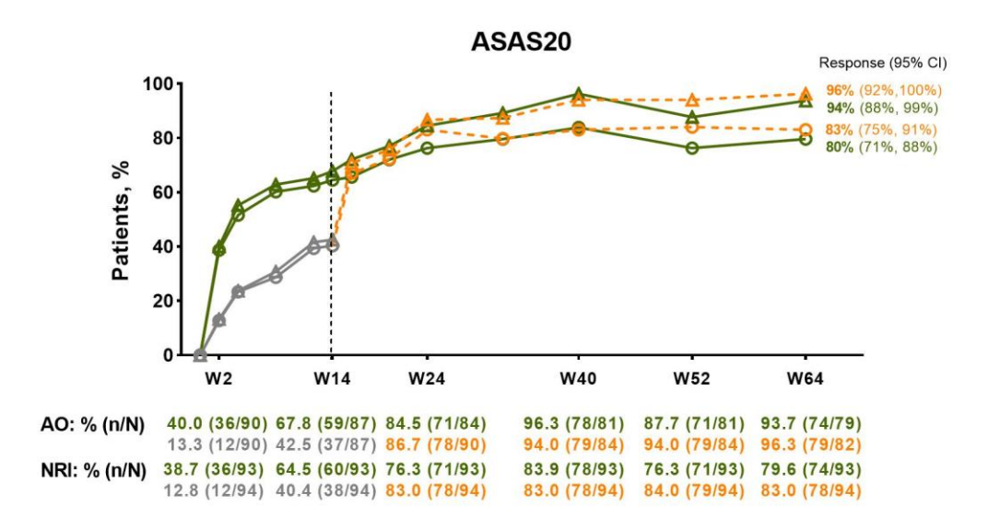 ASAS20
Response (95% CI)
100
96% (92%,100%)
94% (88%, 99%)
80
83% (75%, 91%)
80% (71%, 88%)
Patients, %
60
40
20
0
W2 W14 W24 W40 W52 W64
AO: % (n/N) 40.0 (36/90) 67.8 (59/87) 84.5 (71/84) 96.3 (78/81) 87.7 (71/81) 93.7 (74/79)
13.3 (12/90) 42.5 (37/87) 86.7 (78/90) 94.0 (79/84) 94.0 (79/84) 96.3 (79/82)
NRI: % (n/N) 38.7 (36/93) 64.5 (60/93) 76.3 (71/93) 83.9 (78/93) 76.3 (71/93) 79.6 (74/93)
12.8 (12/94) 40.4 (38/94) 83.0 (78/94) 83.0 (78/94) 84.0 (79/94) 83.0 (78/94)